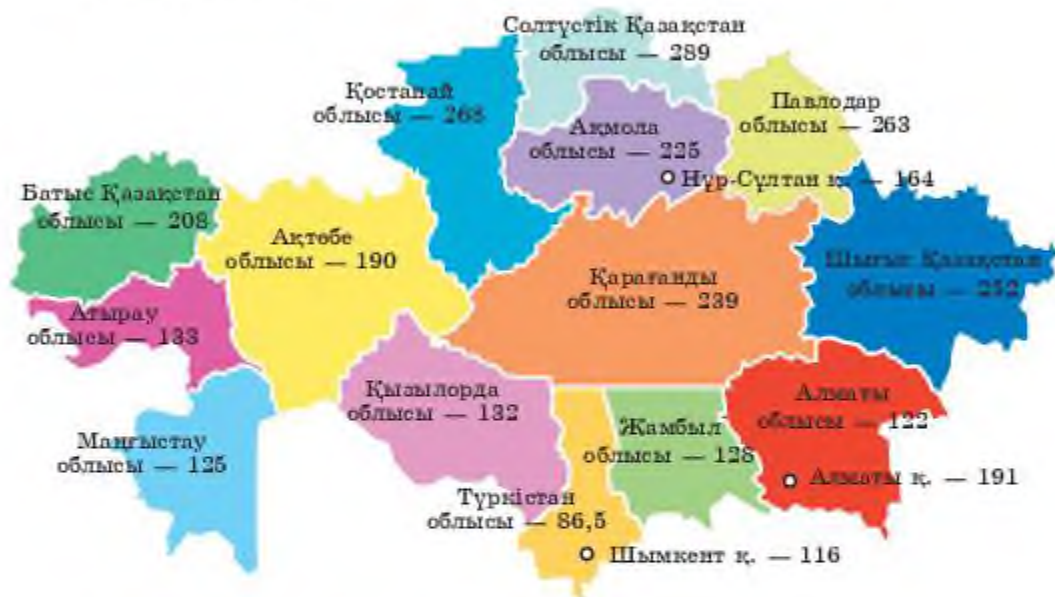 Солтүстік Қазақстан
облысы — 289
Қостанай
облысы — 268
Павлодар
облысы — 263
Ақмола
облысы — 225
Нұр-Сұлтан қ. — 164
Батыс Қазақстан
облысы — 208
Ақтөбе
облысы — 190
Қарағанды
облысы — 239
Шығыс Қазақстан
облысы — 252
Атырау
облысы — 133
Қызылорда
облысы — 132
Алматы
облысы — 122
Жамбыл
облысы — 128
Маңғыстау
облысы — 125
Алматы қ. — 191
Түркістан
облысы — 86,5
Шымкент қ. — 116